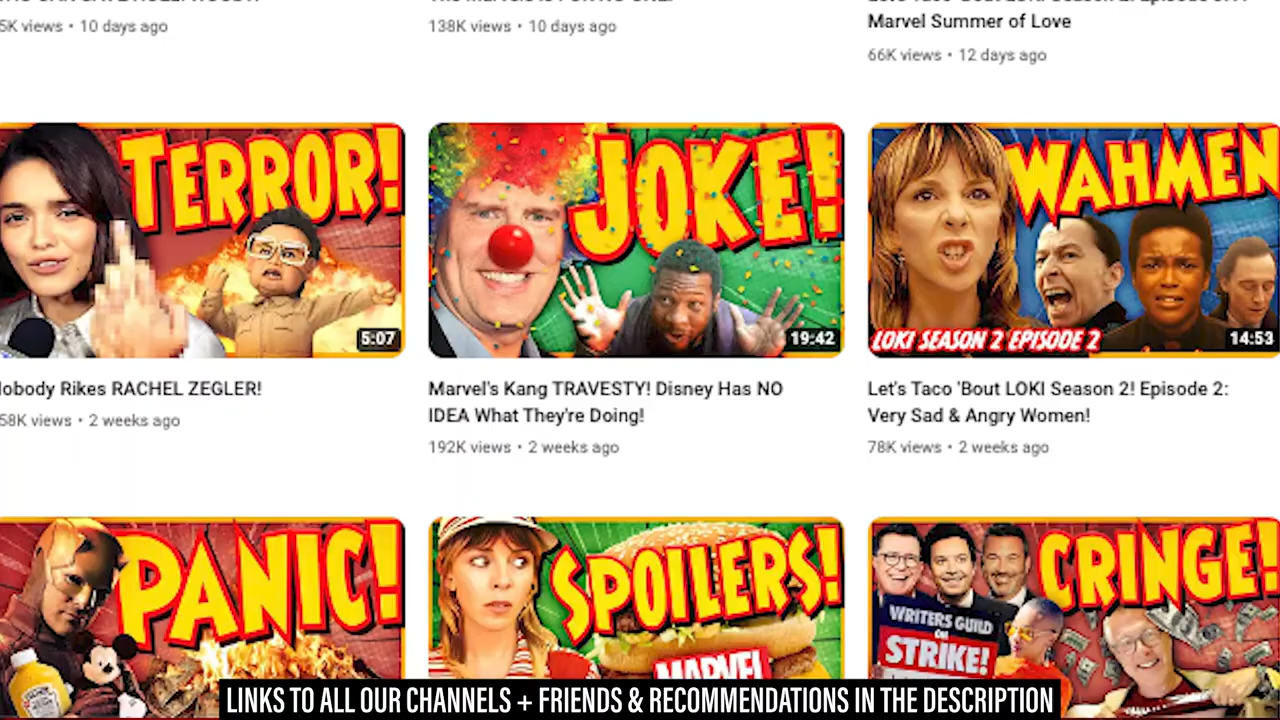 5K views • 10 days ago
138K views • 10 days ago
Marvel Summer of Love
66K views • 12 days ago
TERROR!
5:07
JOKE!
19:42
WAHMEN
LOKI SEASON 2 EPISODE 2
14:53
lobody Rikes RACHEL ZEGLER!
58K views • 2 weeks ago
Marvel's Kang TRAVESTY! Disney Has NO
IDEA What They're Doing!
192K views • 2 weeks ago
Let's Taco 'Bout LOKI Season 2! Episode 2:
Very Sad & Angry Women!
78K views • 2 weeks ago
PANIC!
SPOILERS!
MARVEL
CRINGE!
WRITERS GUILD
ON
STRIKE!
LINKS TO ALL OUR CHANNELS + FRIENDS & RECOMMENDATIONS IN THE DESCRIPTION